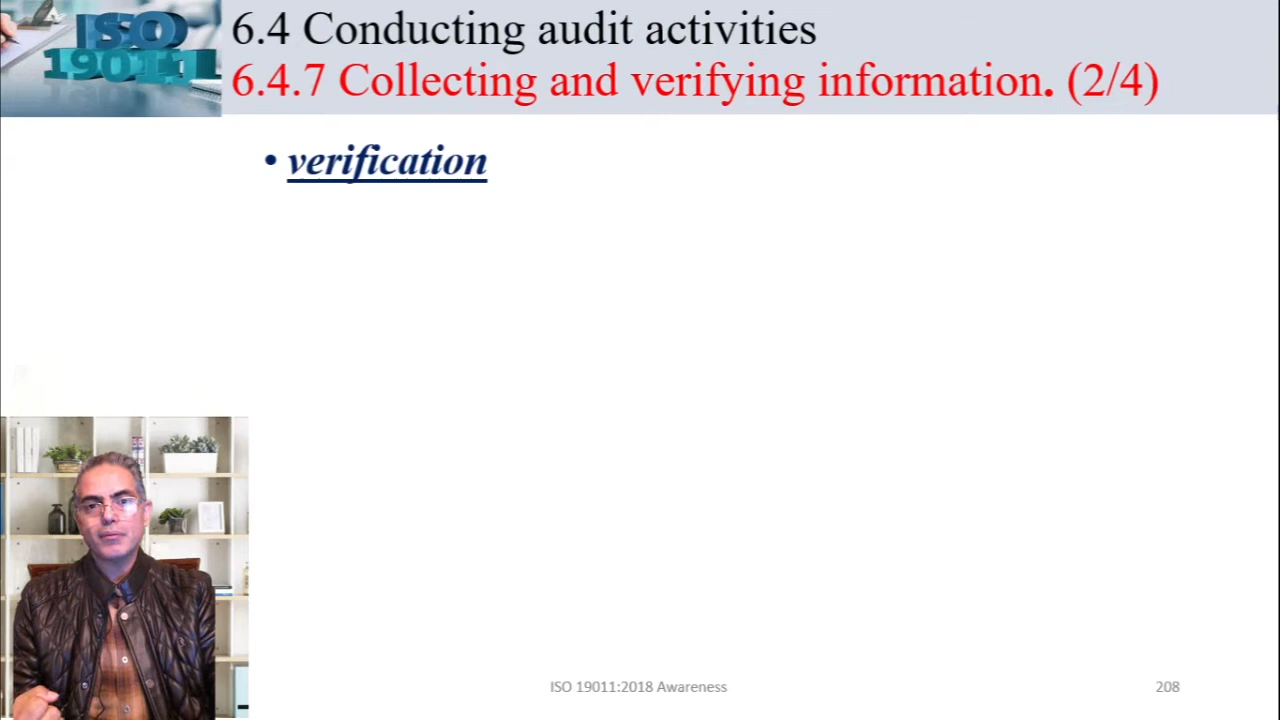 ISO
19011
6.4 Conducting audit activities
6.4.7 Collecting and verifying information. (2/4)
• verification
ISO 19011:2018 Awareness
208